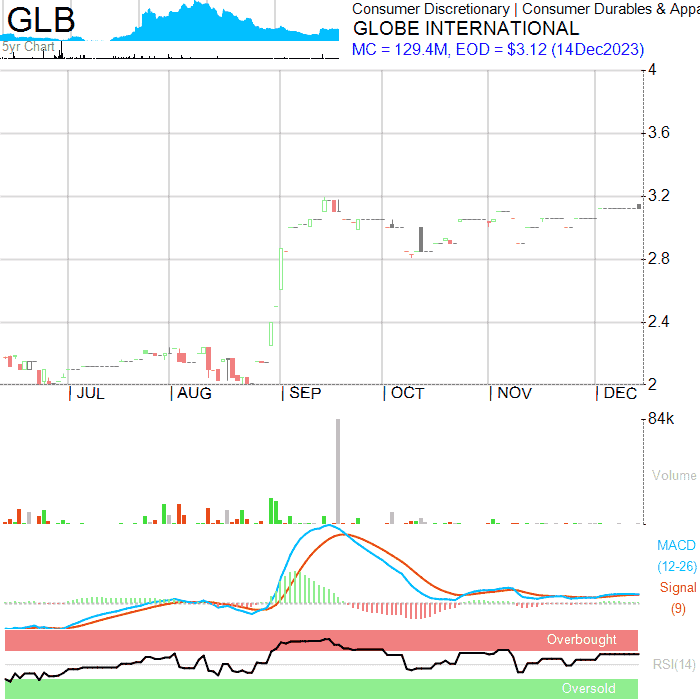 GLB
5yr Chart
Consumer Discretionary | Consumer Durables & Appa
GLOBE INTERNATIONAL
MC = 129.4M, EOD = $3.12 (14Dec2023)
4
3.6
3.2
2.8
2.4
2
JUL AUG SEP OCT NOV DEC
84k
Volume
MACD
(12-26)
Signal
(9)
Overbought
RSI(14)
Oversold